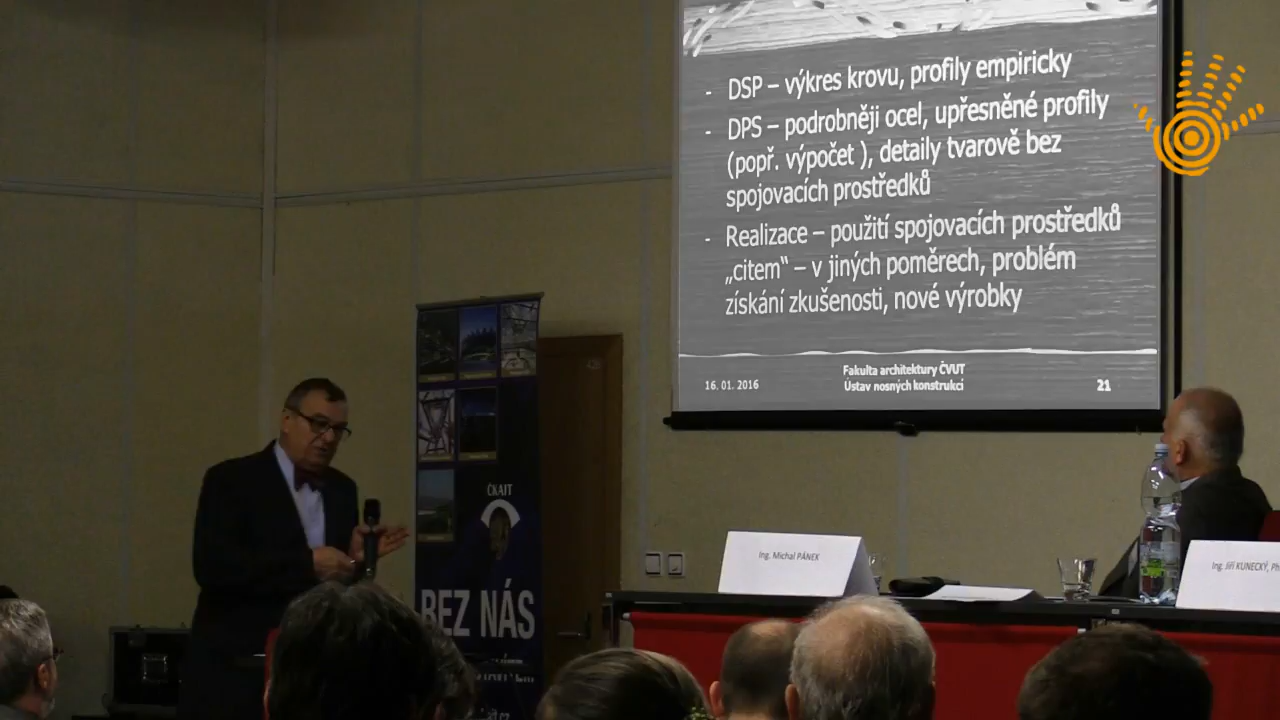 - DSP – výkres krovu, profily empiricky
- DPS – podrobněji ocel, upřesněné profily
(popř. výpočet ), detaily tvarově bez
spojovacích prostředků
- Realizace – použití spojovacích prostředků
„citem“ – v jiných poměrech, problém
získání zkušenosti, nové výrobky
16. 01. 2016
Fakulta architektury ČVUT
Ústav nosných konstrukcí
21
ČKAIT
BEZ NÁS
Ing. Michal PÁNEK
Ing. Jiří KUNECKÝ, Ph